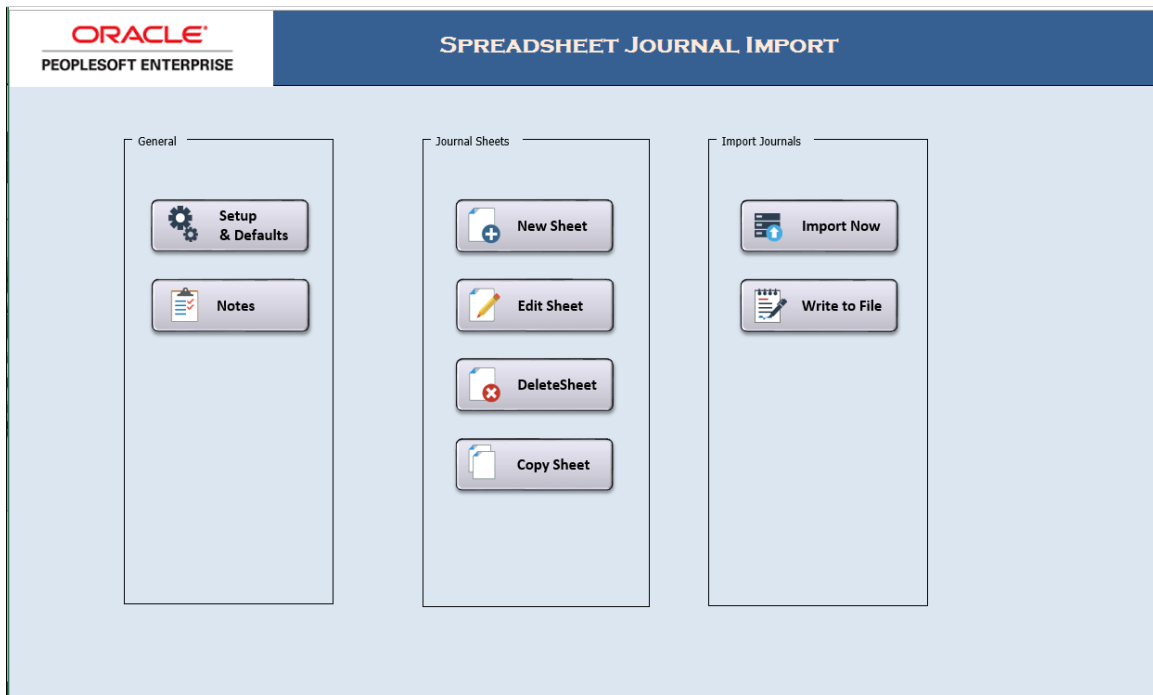 ORACLE
PEOPLESOFT ENTERPRISE
SPREADSHEET JOURNAL IMPORT
General
Setup
& Defaults
Notes
Journal Sheets
New Sheet
Edit Sheet
DeleteSheet
Copy Sheet
Import Journals
Import Now
Write to File